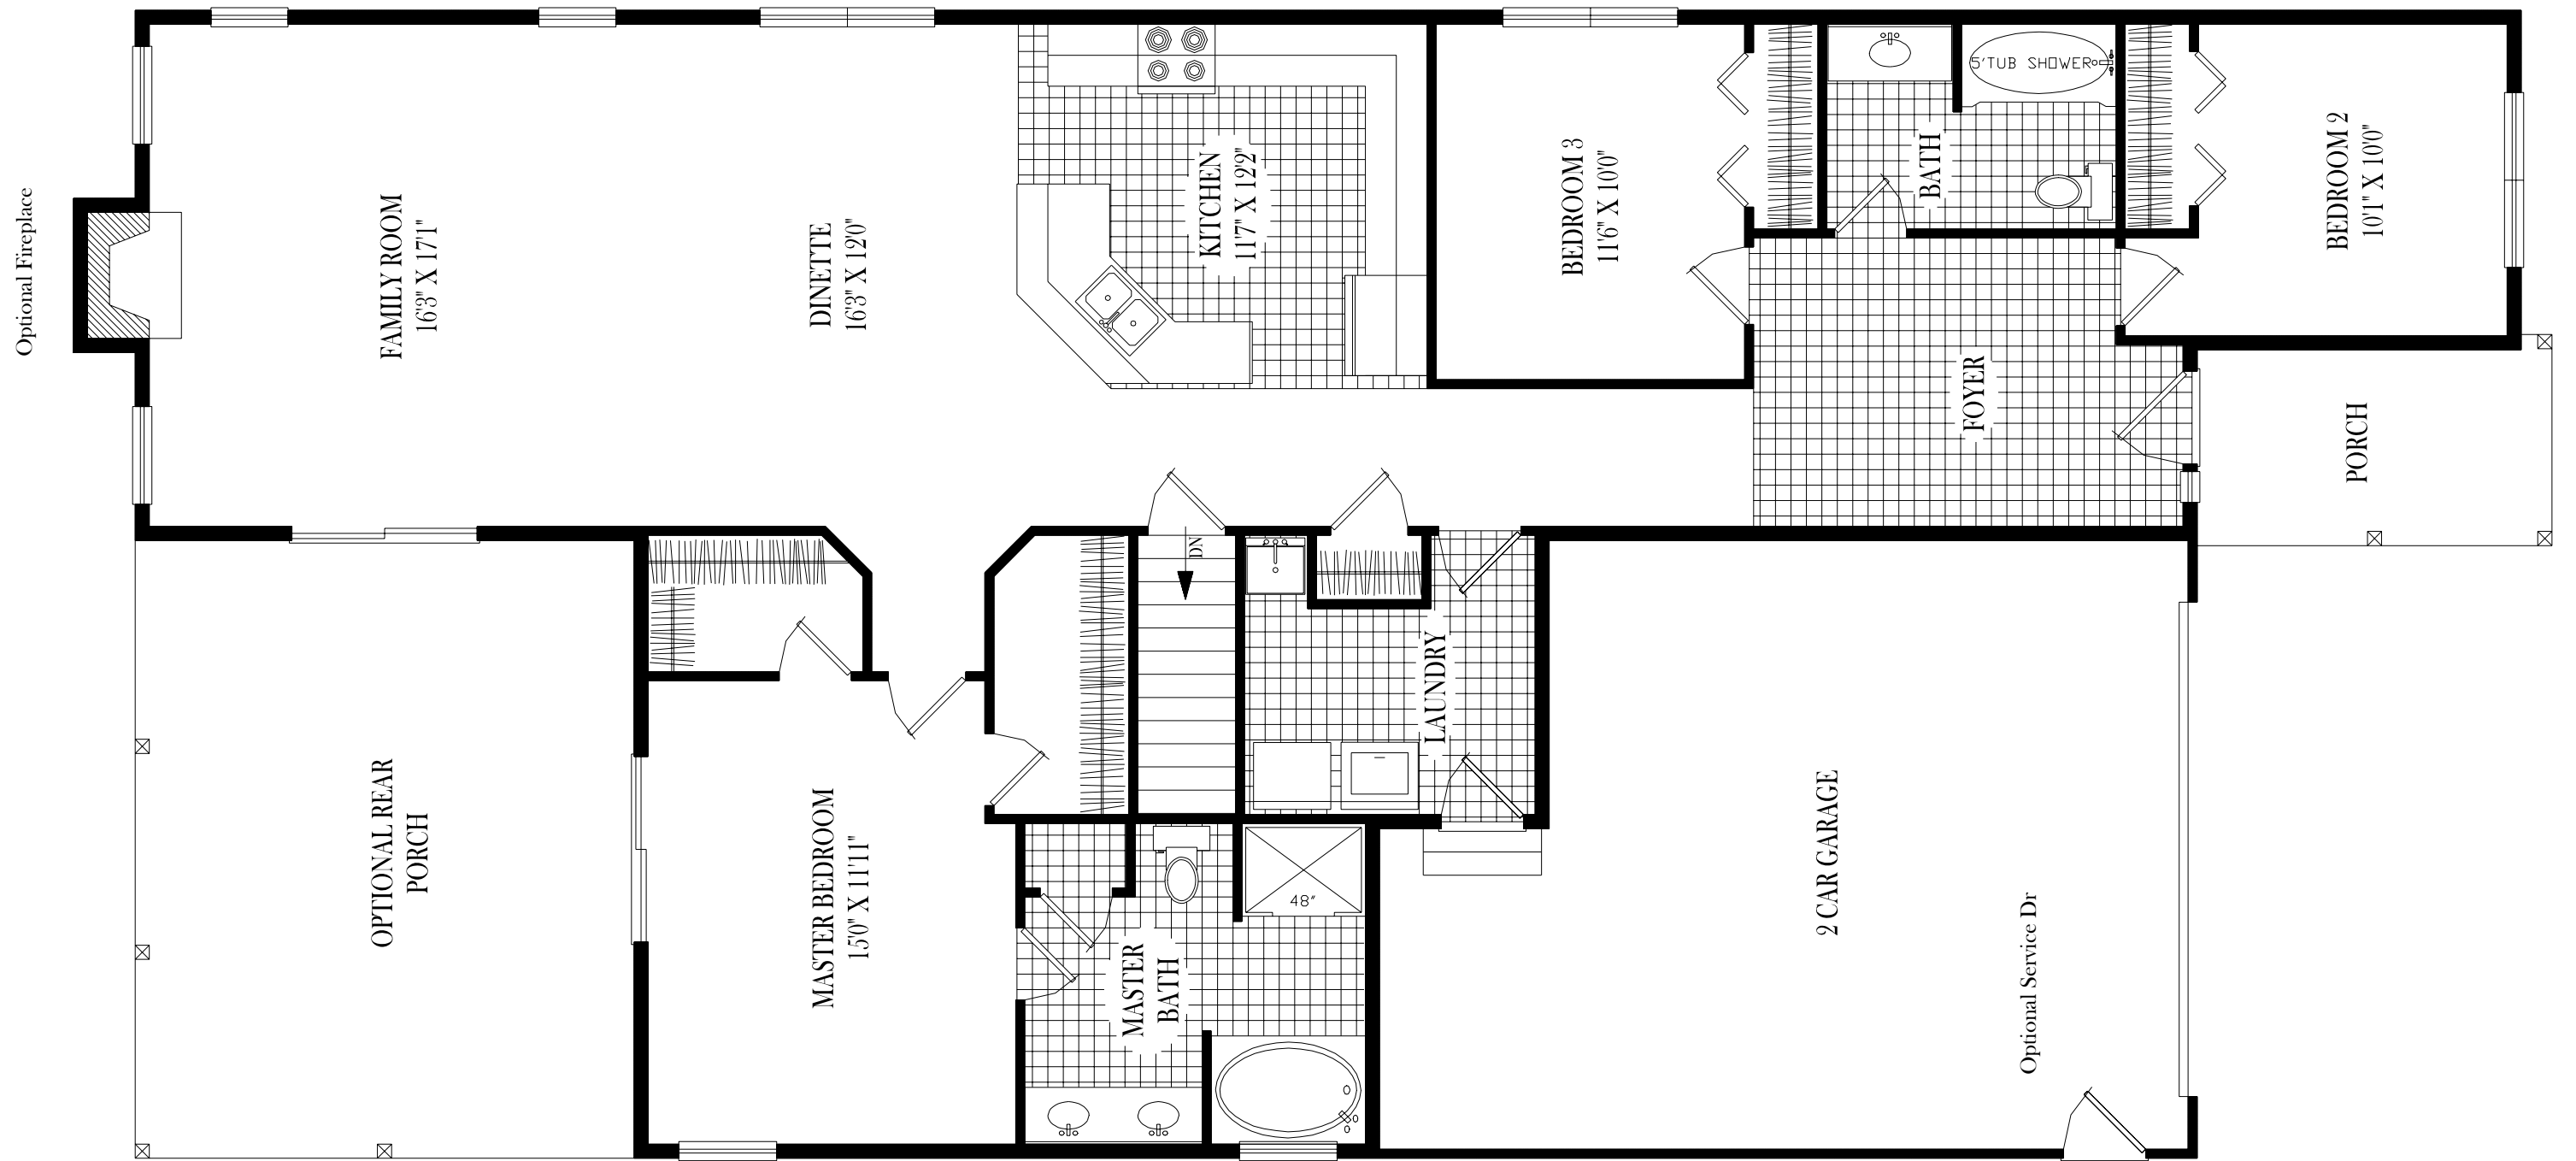 Optional Fireplace
FAMILY ROOM
16'3" X 17'1"
DINETTE
16'3" X 12'0"
KITCHEN
11'7" X 12'2"
BEDROOM 3
11'6" X 10'0"
BATH
5'TUB SHOWER
BEDROOM 2
10'1" X 10'0"
FOYER
PORCH
DN
LAUNDRY
OPTIONAL REAR
PORCH
MASTER BEDROOM
15'0" X 11'11"
MASTER
BATH
48"
2 CAR GARAGE
Optional Service Dr